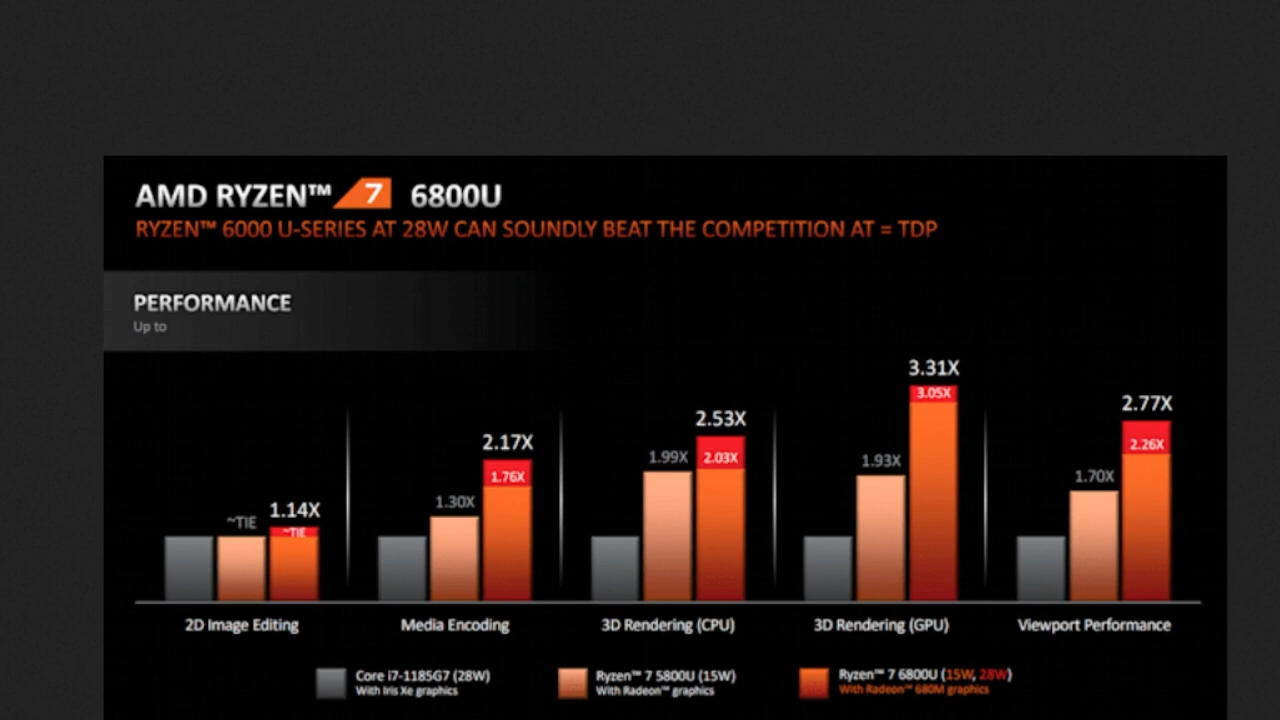 AMD RYZEN™ 7 6800U
RYZEN™ 6000 U-SERIES AT 28W CAN SOUNDLY BEAT THE COMPETITION AT = TDP
PERFORMANCE
Up to
~TIE
1.14X
~TIE
1.30X
2.17X
1.76X
1.99X
2.53X
2.03X
1.93X
3.31X
3.05X
1.70X
2.77X
2.26X
2D Image Editing
Media Encoding
3D Rendering (CPU)
3D Rendering (GPU)
Viewport Performance
Core i7-1185G7 (28W)
With Iris Xe graphics
Ryzen™ 7 5800U (15W)
With Radeon™ graphics
Ryzen™ 7 6800U (15W, 28W)
With Radeon™ 680M graphics